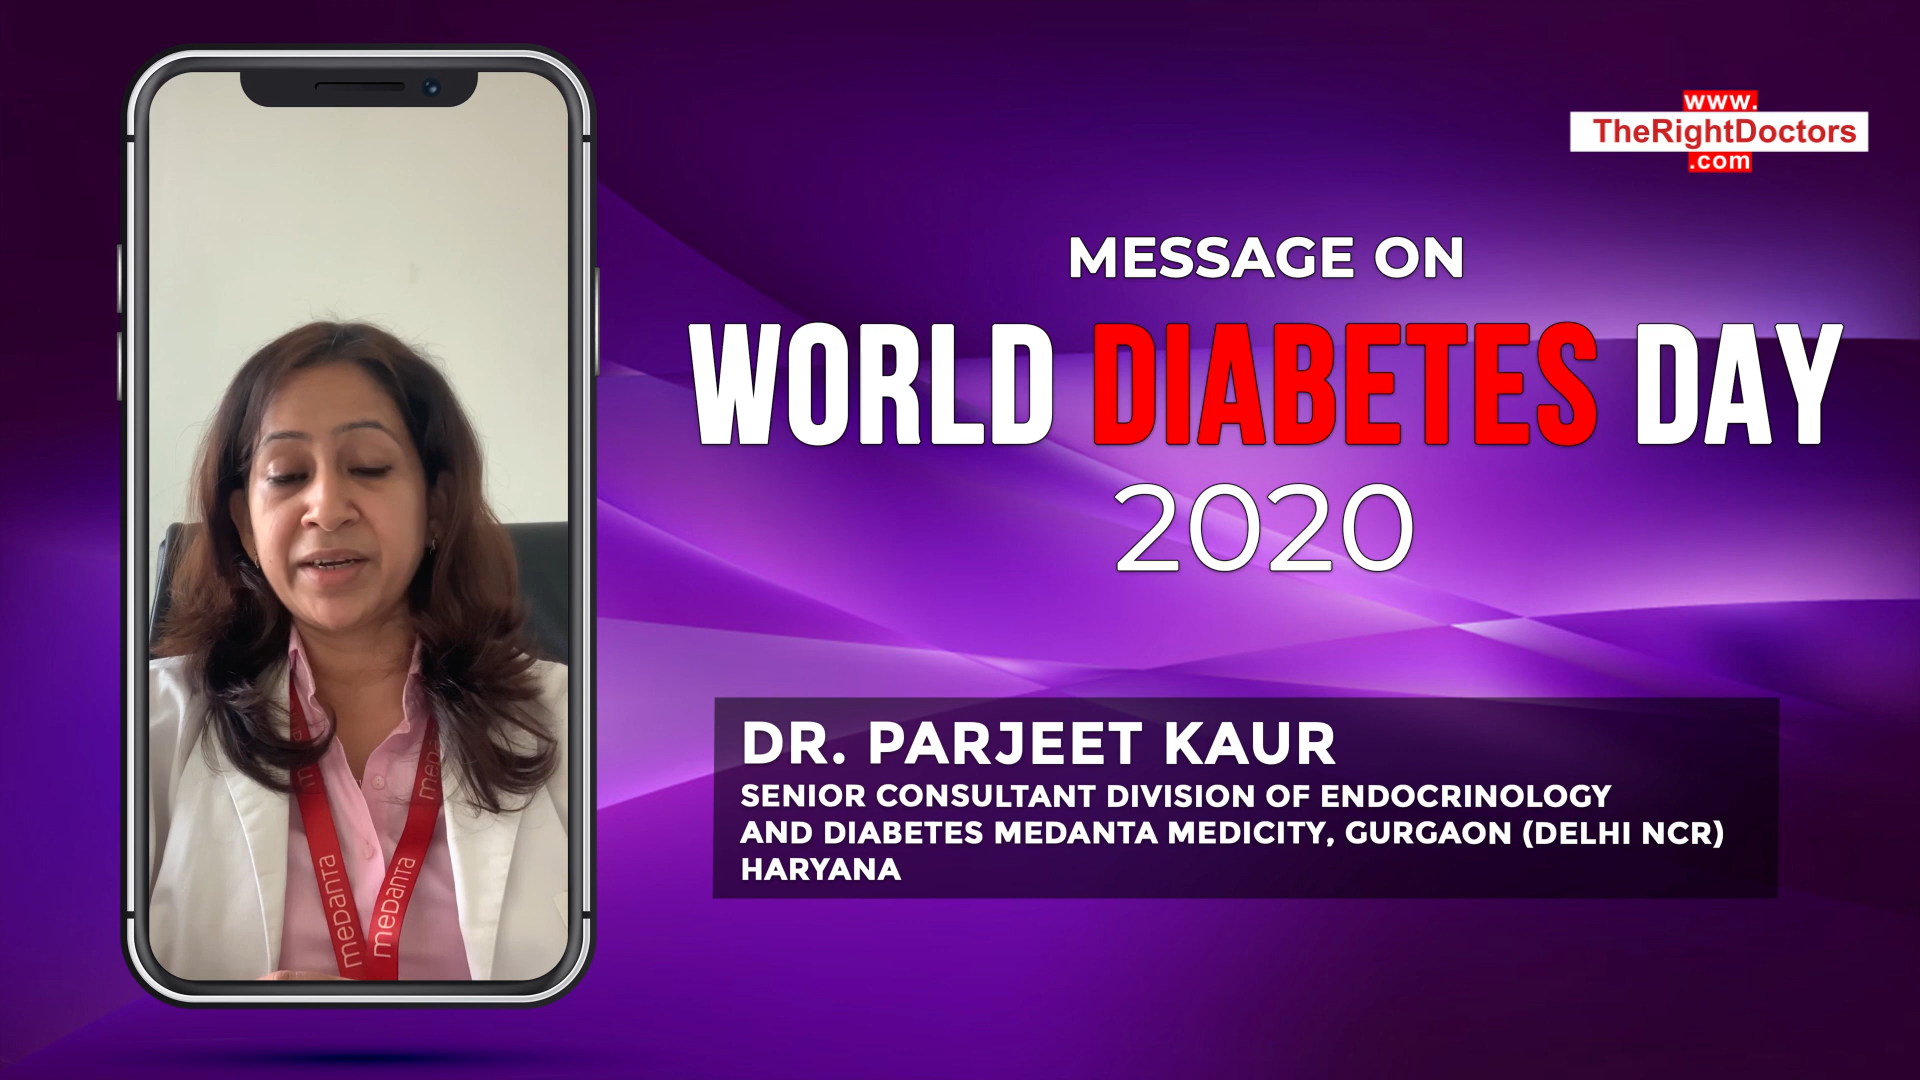 www.
TheRightDoctors
.com
MESSAGE ON
WORLD DIABETES DAY
2020
DR. PARJEET KAUR
SENIOR CONSULTANT DIVISION OF ENDOCRINOLOGY
AND DIABETES MEDANTA MEDICITY, GURGAON (DELHI NCR)
HARYANA
medanta
medanta